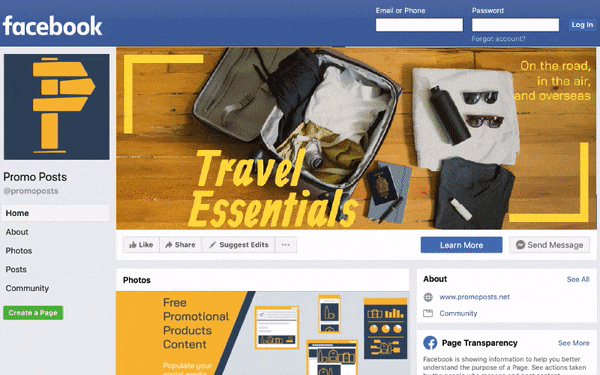 facebook
Email or Phone
Password
Log In
Forgot account?
On the road,
in the air,
and overseas
Travel
Essentials
Promo Posts
@promoposts
Home
About
Photos
Posts
Community
Create a Page
Like
Share
Suggest Edits
Learn More
Send Message
Photos
Free
Promotional
Products
Content
Populate your
About
See All
www.promoposts.net
Community
Page Transparency
See More
Facebook is showing information to help you better
understand the purpose of a Page. See actions taken